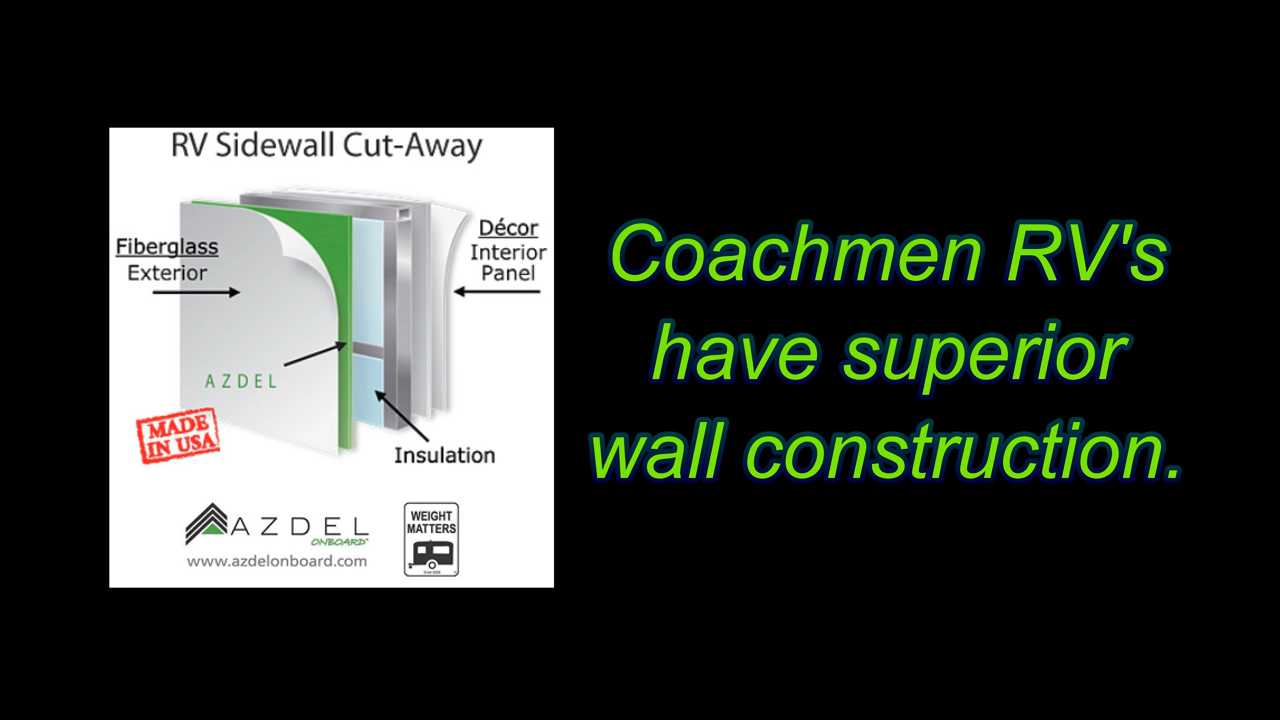 RV Sidewall Cut-Away
Fiberglass
Exterior
Décor
Interior
Panel
AZDEL
MADE
IN USA
Insulation
AZDEL
ONBOARD
www.azdelonboard.com
WEIGHT
MATTERS
Coachmen RV's
have superior
wall construction.